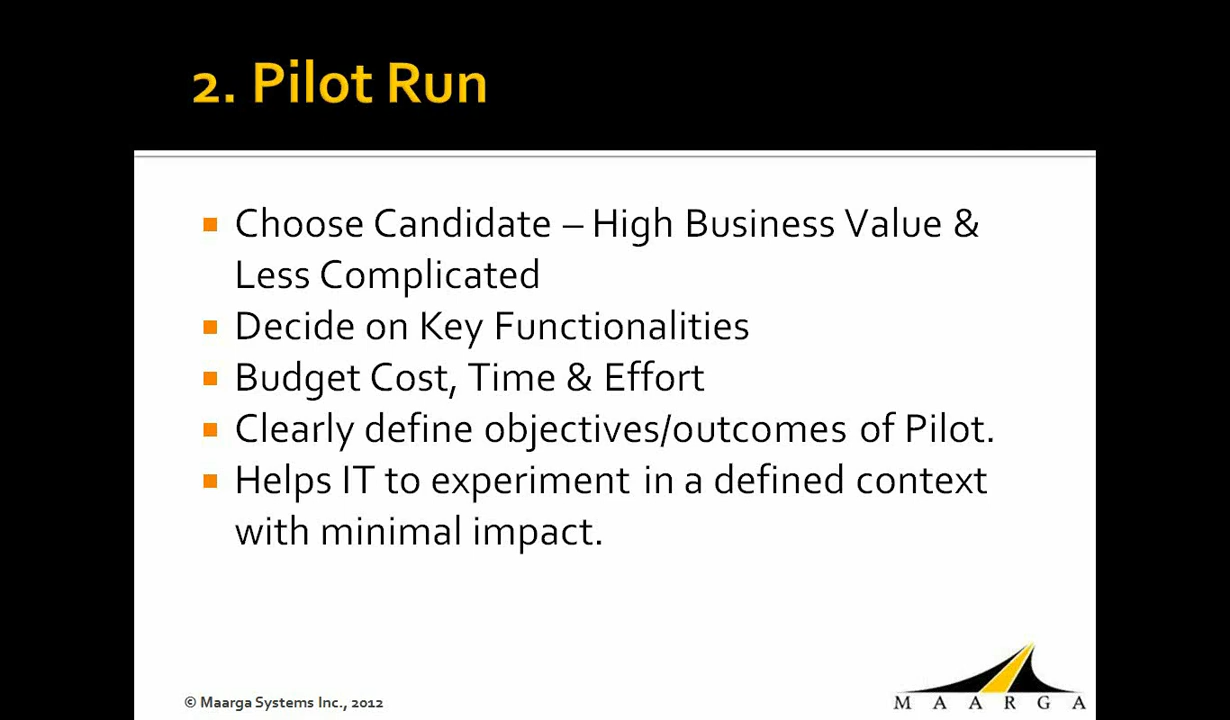 2. Pilot Run
Choose Candidate – High Business Value &
Less Complicated
Decide on Key Functionalities
Budget Cost, Time & Effort
Clearly define objectives/outcomes of Pilot.
Helps IT to experiment in a defined context
with minimal impact.
© Maarga Systems Inc., 2012
MAARGA